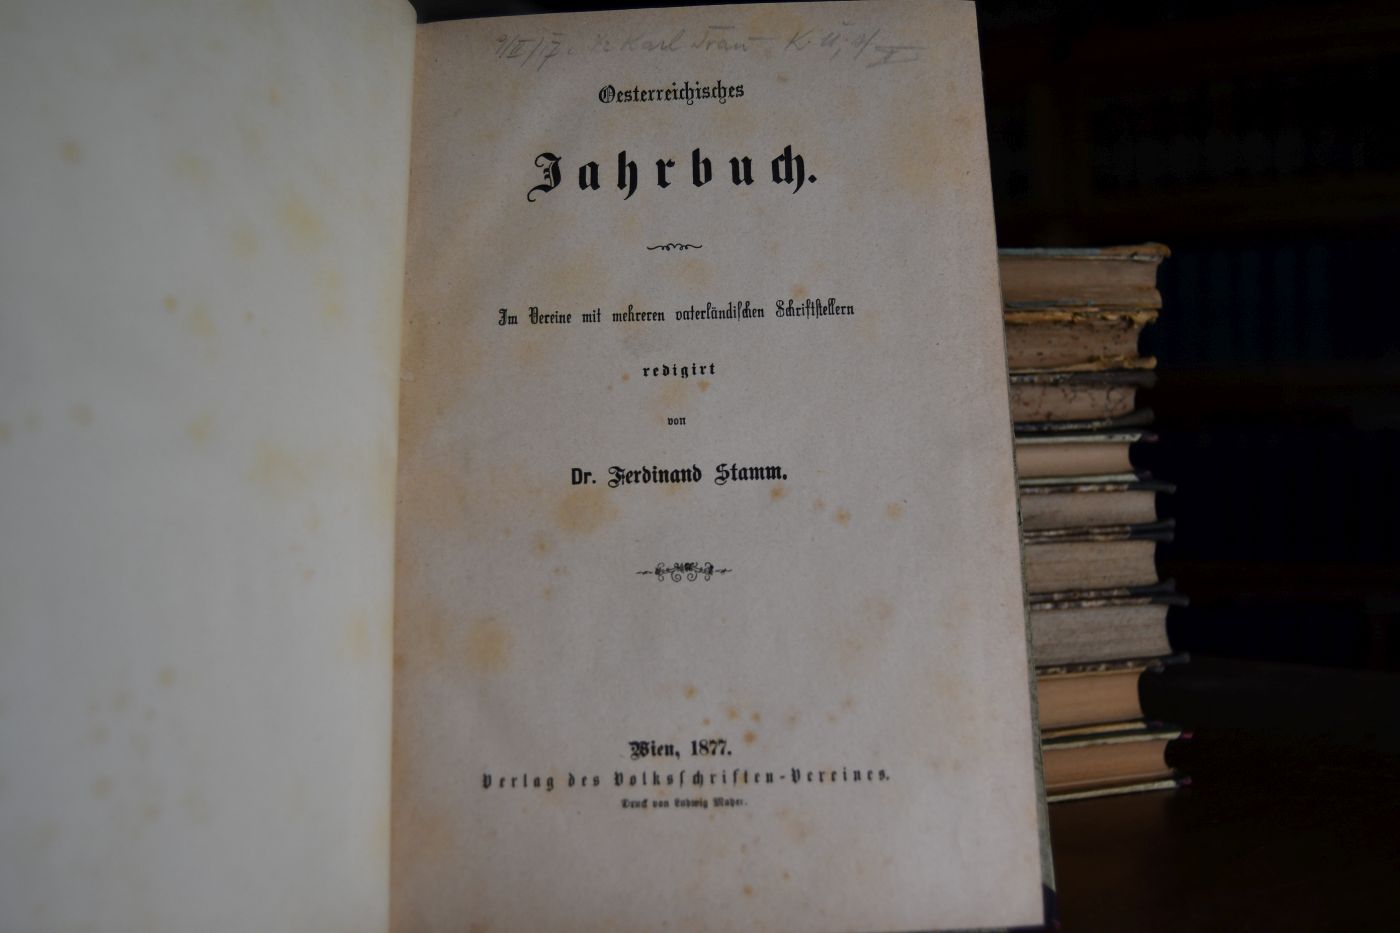 Karl
Oesterreichisches
Jahrbuch.
Im Vereine mit mehreren vaterländischen Schriftstellern
redigirt
von
Dr. Ferdinand Stamm.
Wien, 1877.
Verlag des Volksschriften-Vereines.
Druck von Ludwig Mayer.